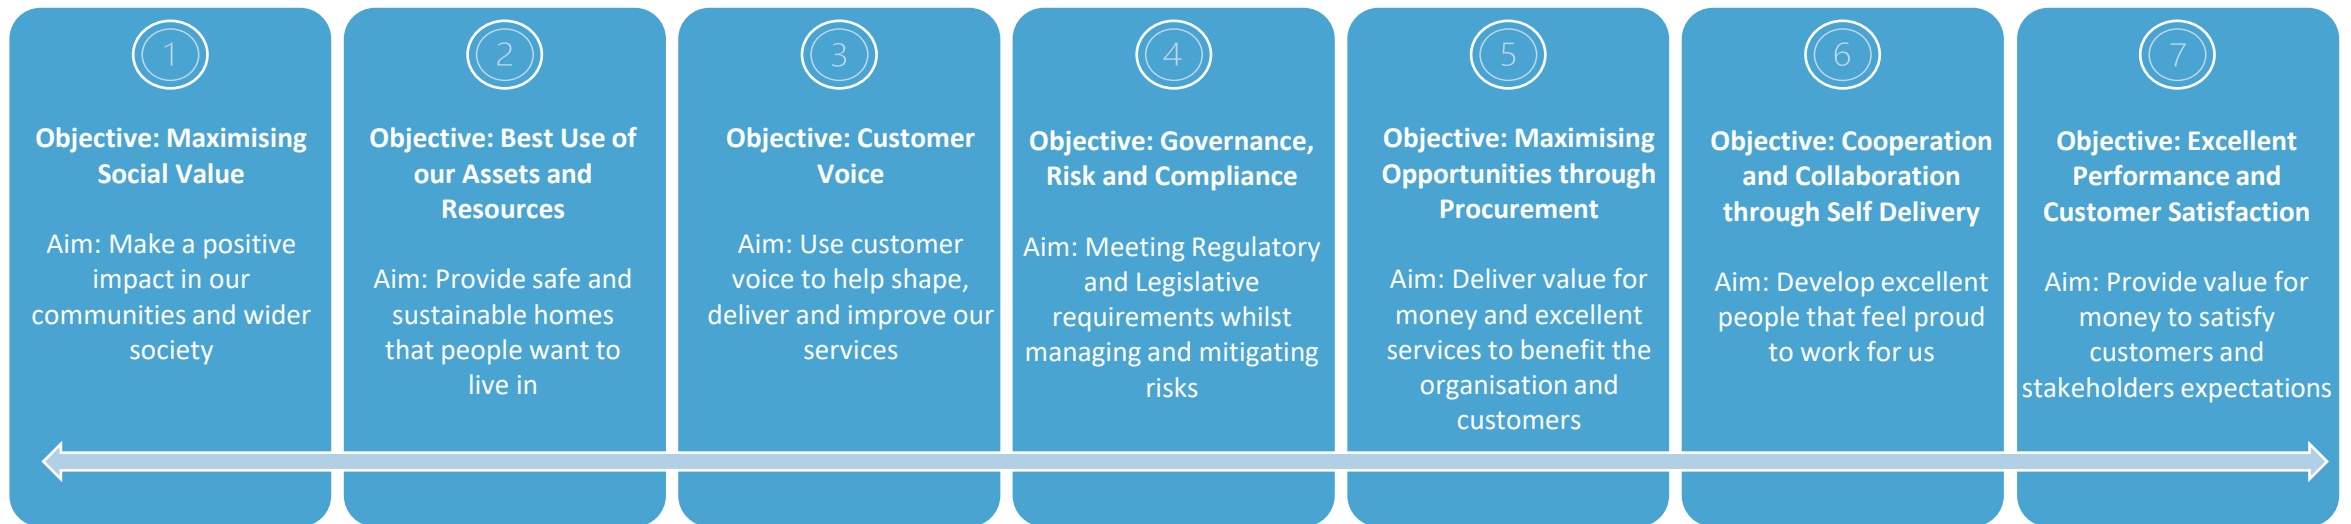 1
Objective: Maximising
Social Value
Aim: Make a positive
impact in our
communities and wider
society
2
Objective: Best Use of
our Assets and
Resources
Aim: Provide safe and
sustainable homes
that people want to
live in
3
Objective: Customer
Voice
Aim: Use customer
voice to help shape,
deliver and improve our
services
4
Objective: Governance,
Risk and Compliance
Aim: Meeting Regulatory
and Legislative
requirements whilst
managing and mitigating
risks
5
Objective: Maximising
Opportunities through
Procurement
Aim: Deliver value for
money and excellent
services to benefit the
organisation and
customers
6
Objective: Cooperation
and Collaboration
through Self Delivery
Aim: Develop excellent
people that feel proud
to work for us
7
Objective: Excellent
Performance and
Customer Satisfaction
Aim: Provide value for
money to satisfy
customers and
stakeholders expectations